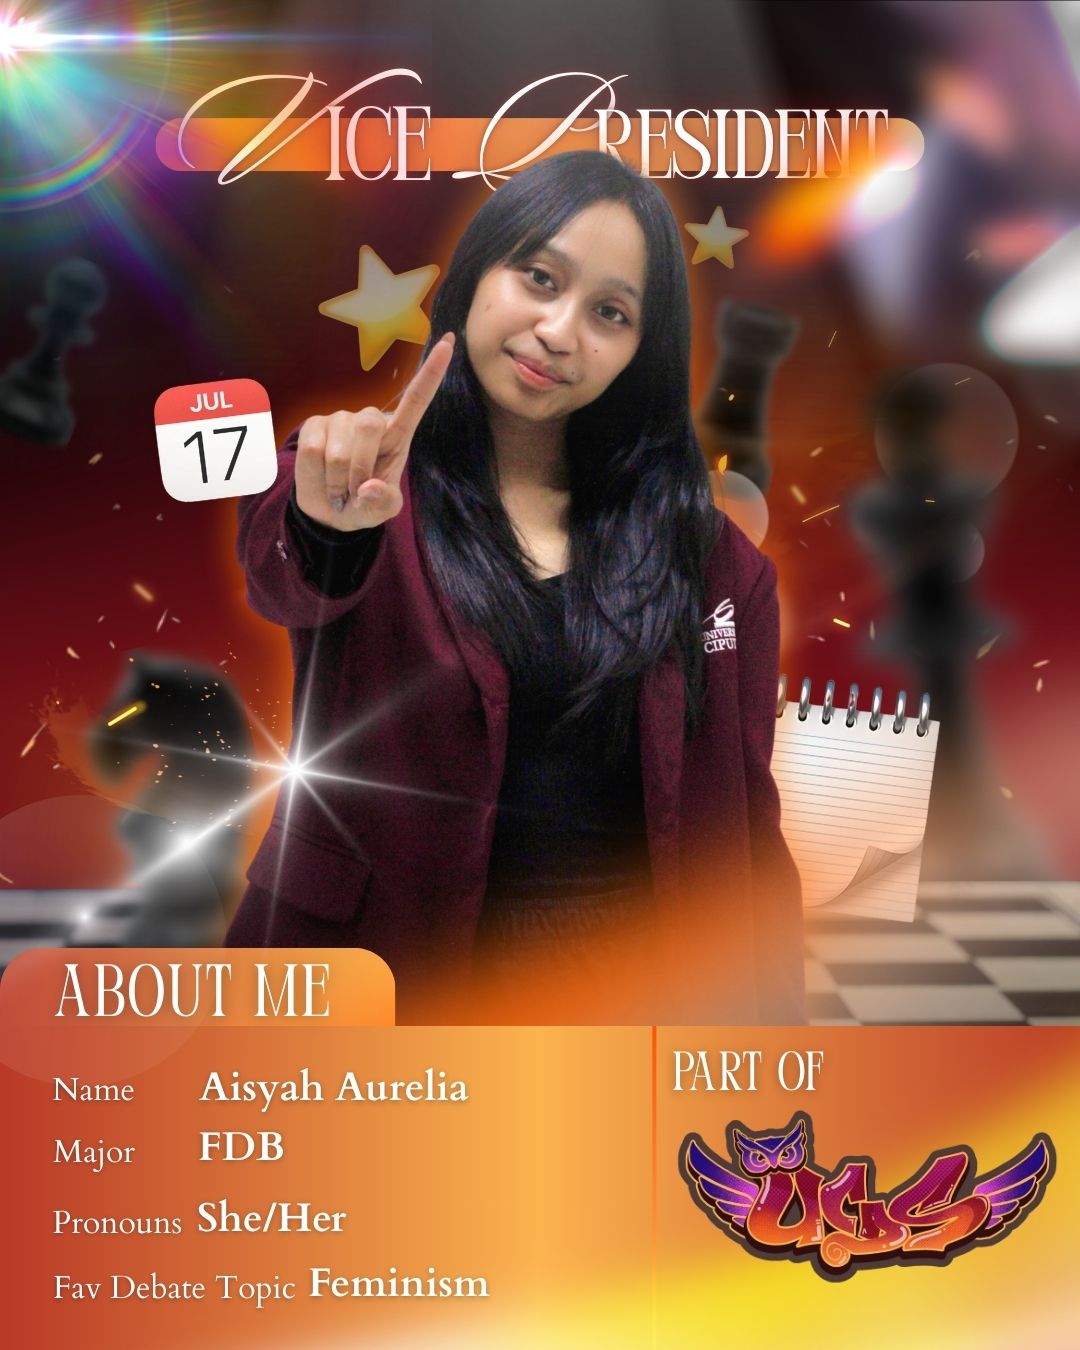 Vice President
JUL
17
ABOUT ME
Name Aisyah Aurelia
Major FDB
Pronouns She/Her
Fav Debate Topic Feminism
PART OF
UDS